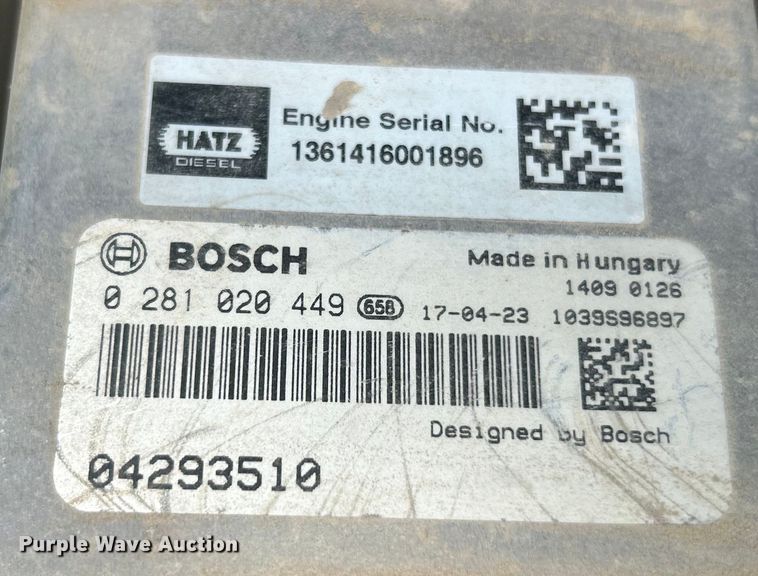 HATZ
DIESEL
Engine Serial No.
1361416001896
BOSCH
Made in Hungary
1409 0126
0 281 020 449 658 17-04-23 1039S96897
Designed by Bosch
04293510
Purple Wave Auction